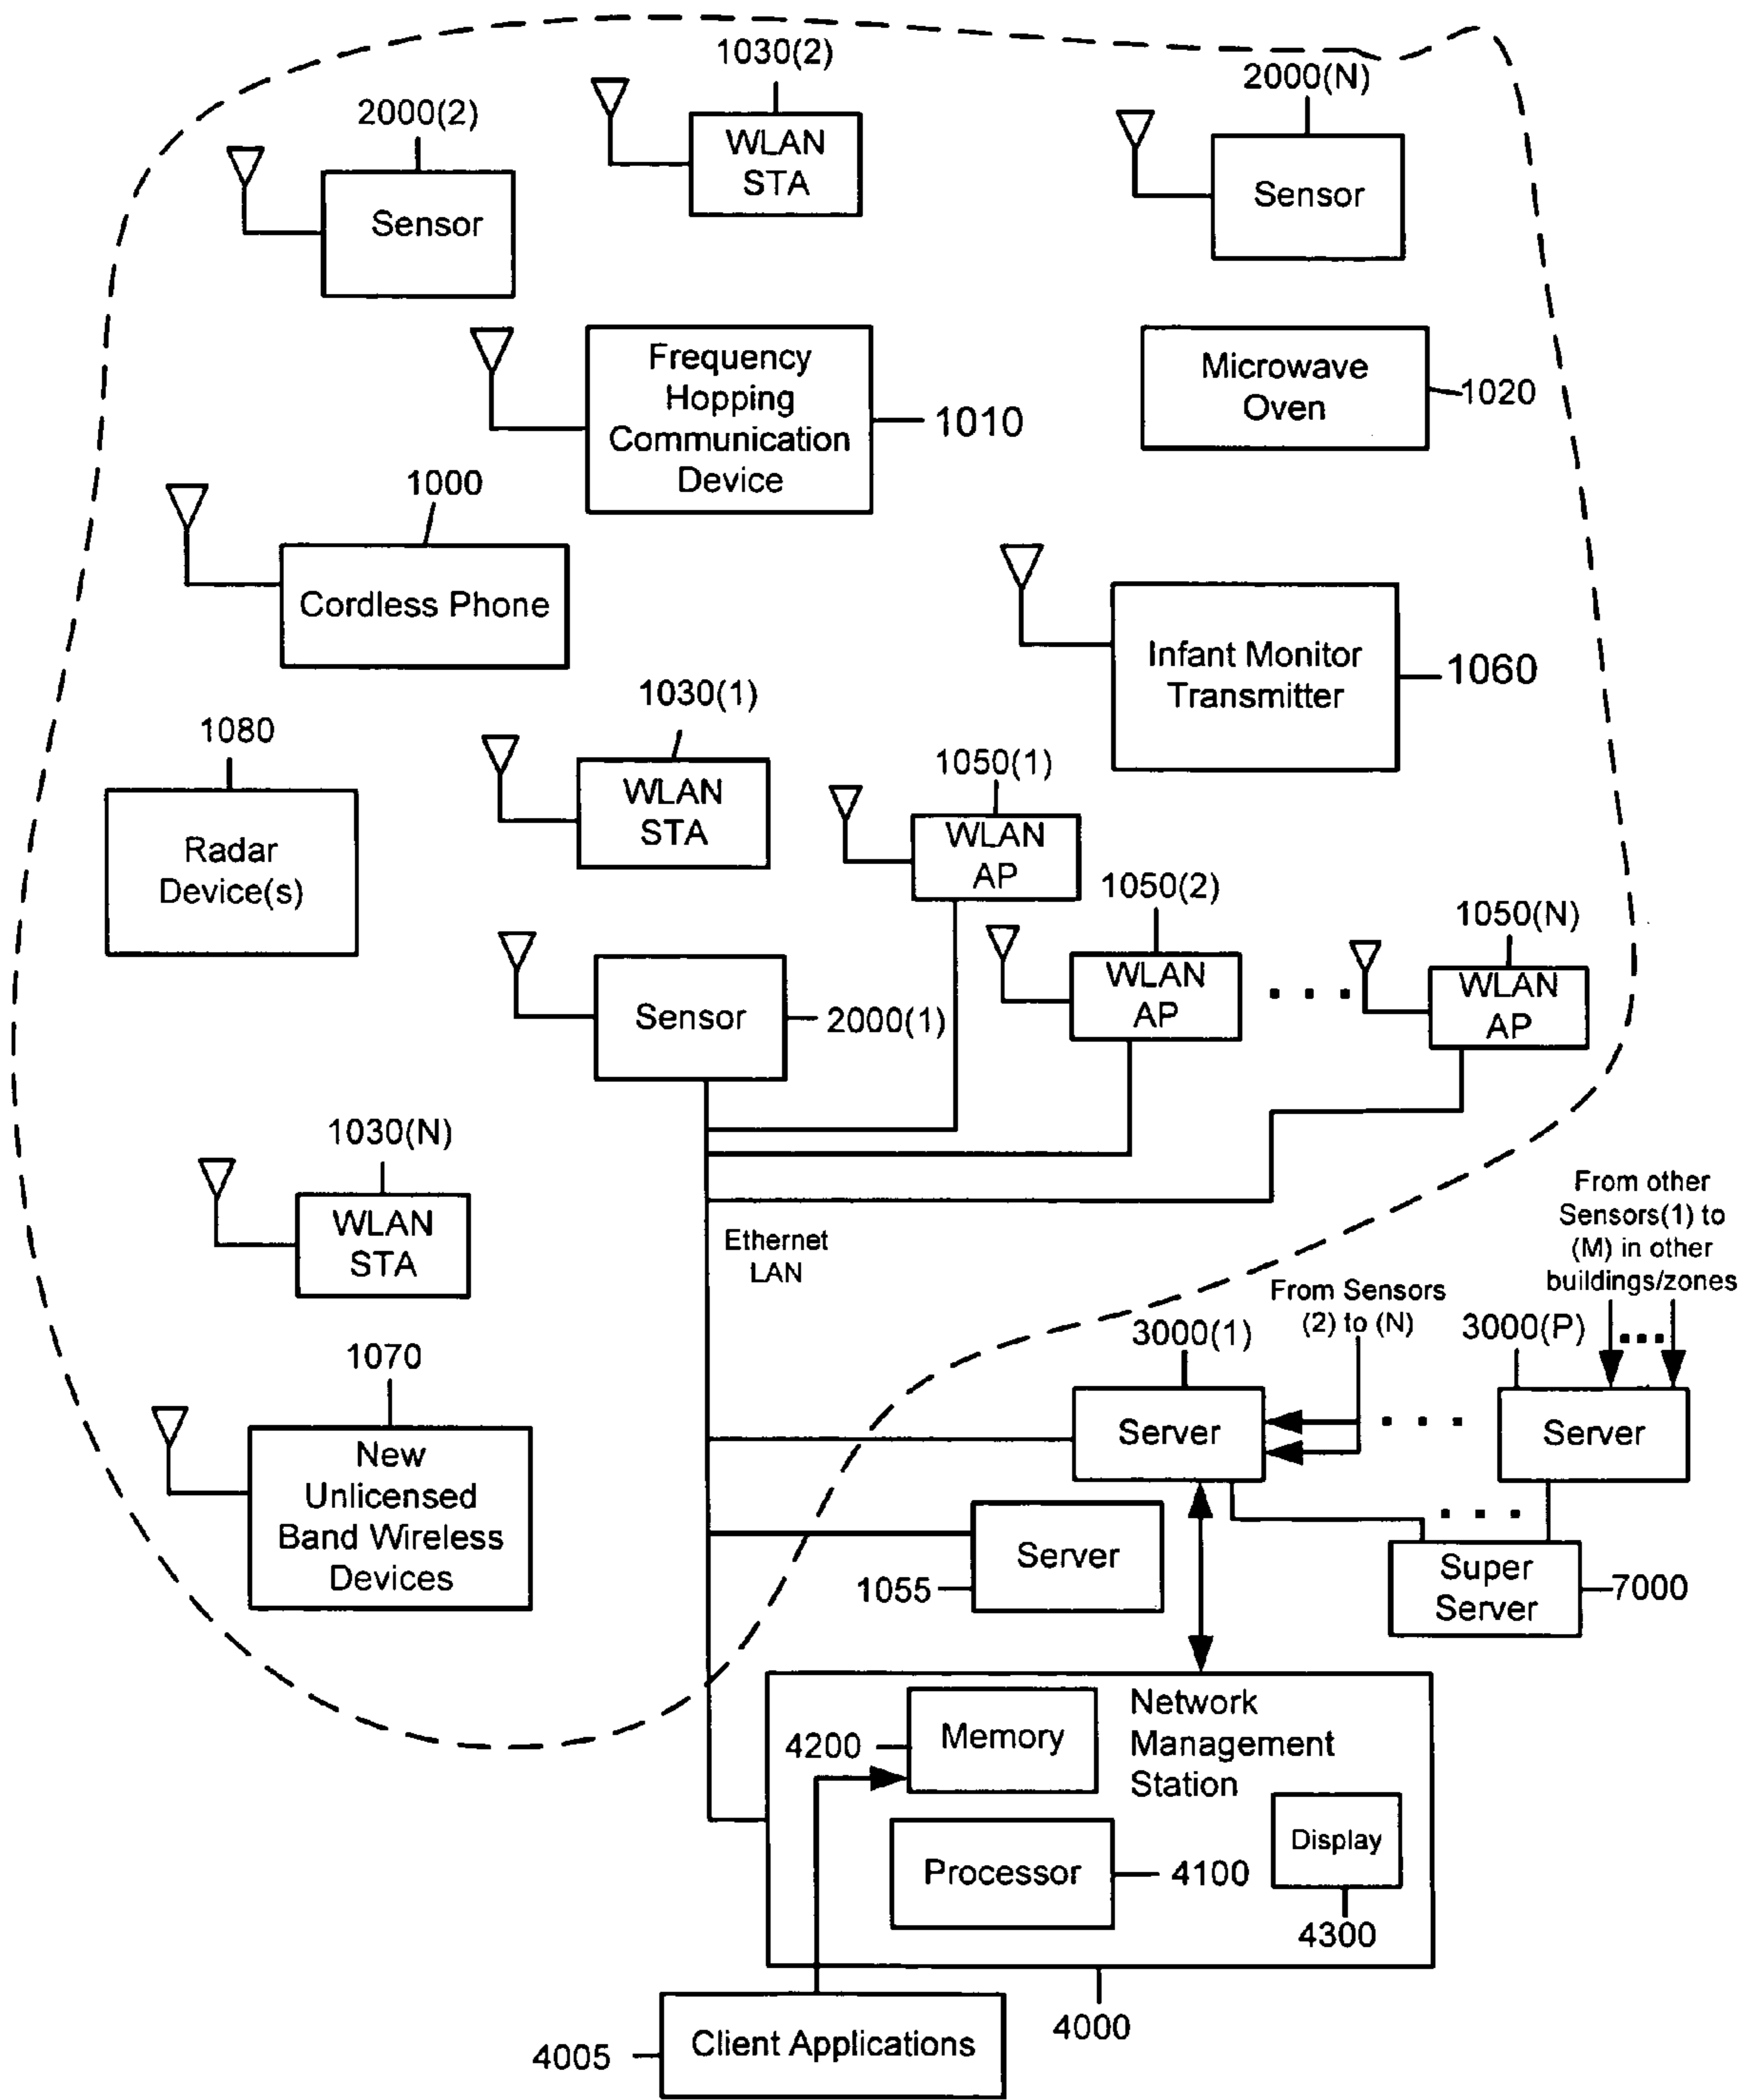 1030(2)
2000(N)
2000(2)
WLAN
STA
Sensor
Sensor
Frequency
Hopping
Communication
Device
1010
Microwave
Oven
1020
1000
Cordless Phone
Infant Monitor
Transmitter
1060
1030(1)
1080
WLAN
STA
1050(1)
WLAN
AP
Radar
Device(s)
1050(2)
WLAN
AP
1050(N)
WLAN
AP
Sensor
2000(1)
1030(N)
WLAN
STA
Ethernet
LAN
From other
Sensors(1) to
(M) in other
buildings/zones
From Sensors
(2) to (N)
3000(1)
3000(P)
1070
Server
Server
New
Unlicensed
Band Wireless
Devices
Server
1055
Super
Server
7000
Network
Management
Station
Memory
4200
Display
Processor
4100
4300
4000
Client Applications
4005